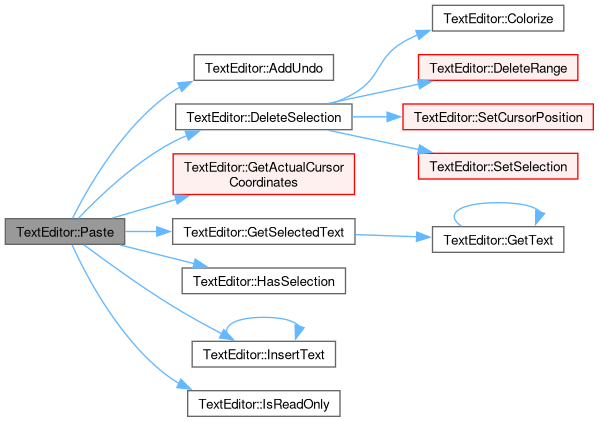 TextEditor::Colorize
TextEditor::AddUndo
TextEditor::DeleteRange
TextEditor::DeleteSelection
TextEditor::SetCursorPosition
TextEditor::GetActualCursor
Coordinates
TextEditor::SetSelection
TextEditor::Paste
TextEditor::GetSelectedText
TextEditor::GetText
TextEditor::HasSelection
TextEditor::InsertText
TextEditor::IsReadOnly